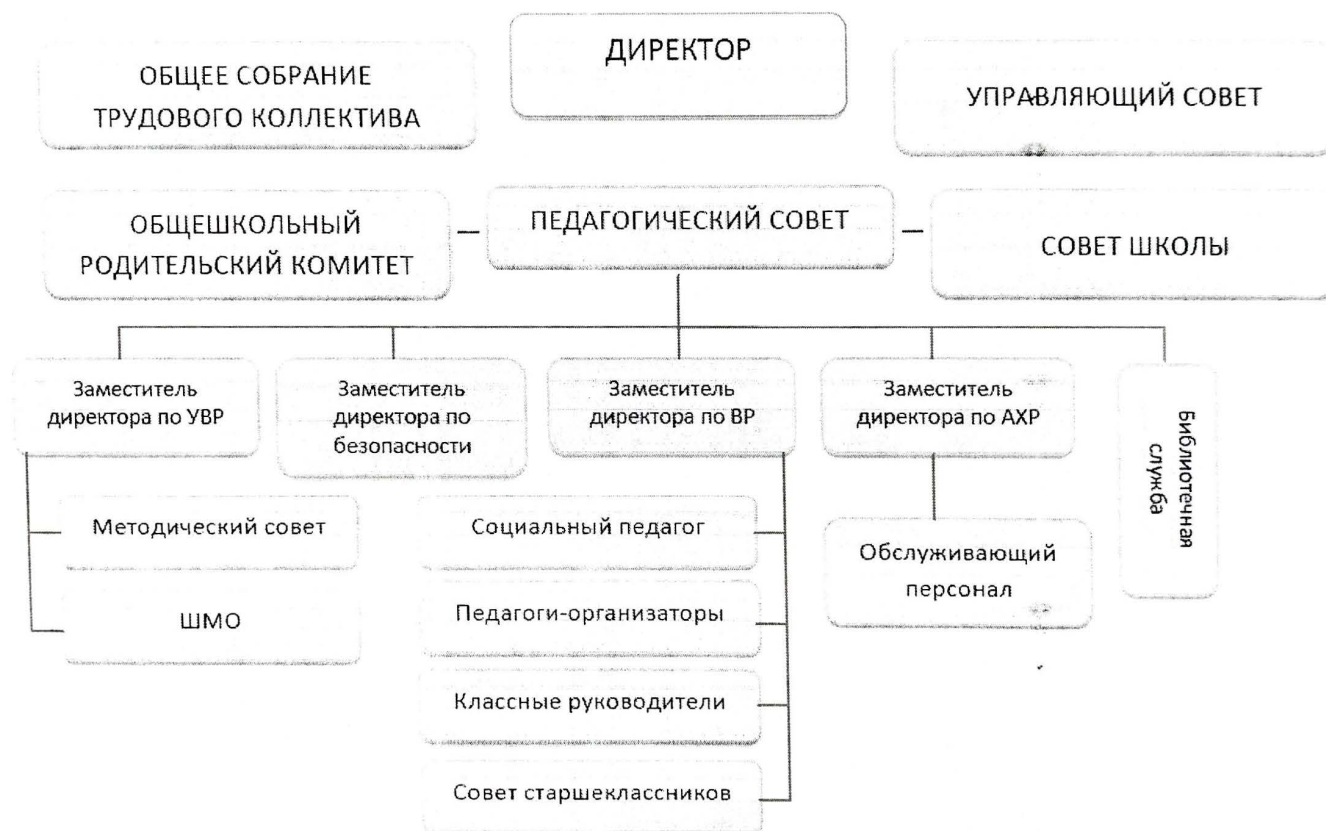 ДИРЕКТОР
ОБЩЕЕ СОБРАНИЕ
ТРУДОВОГО КОЛЛЕКТИВА
УПРАВЛЯЮЩИЙ СОВЕТ
ОБЩЕШКОЛЬНЫЙ
РОДИТЕЛЬСКИЙ КОМИТЕТ
ПЕДАГОГИЧЕСКИЙ СОВЕТ
СОВЕТ ШКОЛЫ
Заместитель
директора по УВР
Заместитель
директора по
безопасности
Заместитель
директора по ВР
Заместитель
директора по АХР
Библиотечная
служба
Методический совет
ШМО
Социальный педагог
Педагоги-организаторы
Классные руководители
Совет старшеклассников
Обслуживающий
персонал